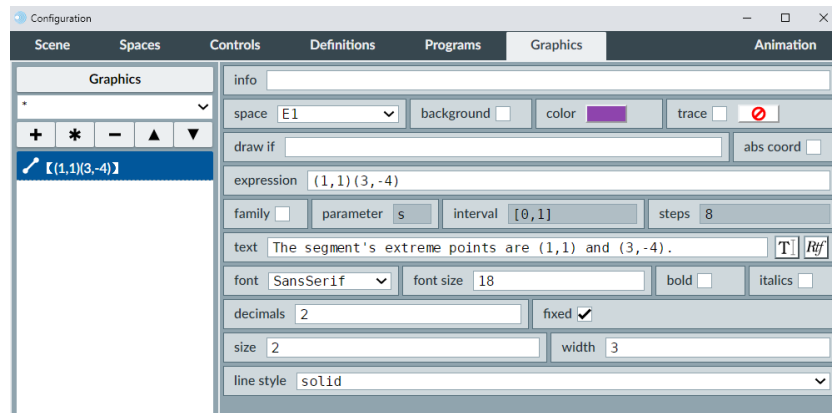 Configuration
Scene Spaces Controls Definitions Programs Graphics Animation
Graphics
*
+ * −
【(1,1)(3,-4)】
info
space E1 background color trace
draw if abs coord
expression (1,1)(3,-4)
family parameter s interval [0,1] steps 8
text The segment's extreme points are (1,1) and (3,-4). T Rtf
font SansSerif font size 18 bold italics
decimals 2 fixed
size 2 width 3
line style solid